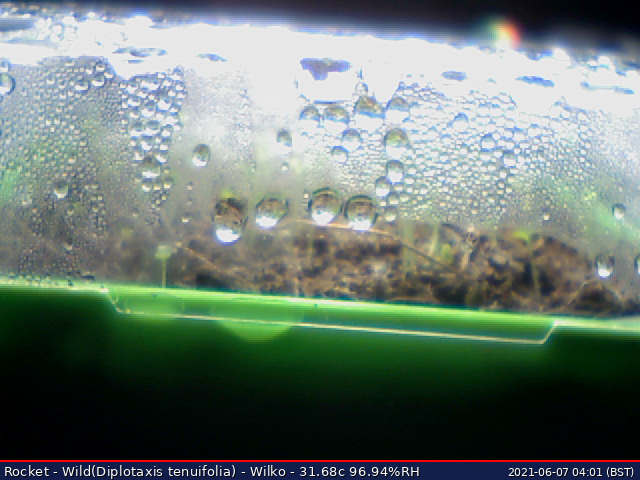 Rocket - Wild(Diplotaxis tenuifolia) - Wilko - 31.68c 96.94%RH 2021-06-07 04:01 (BST)